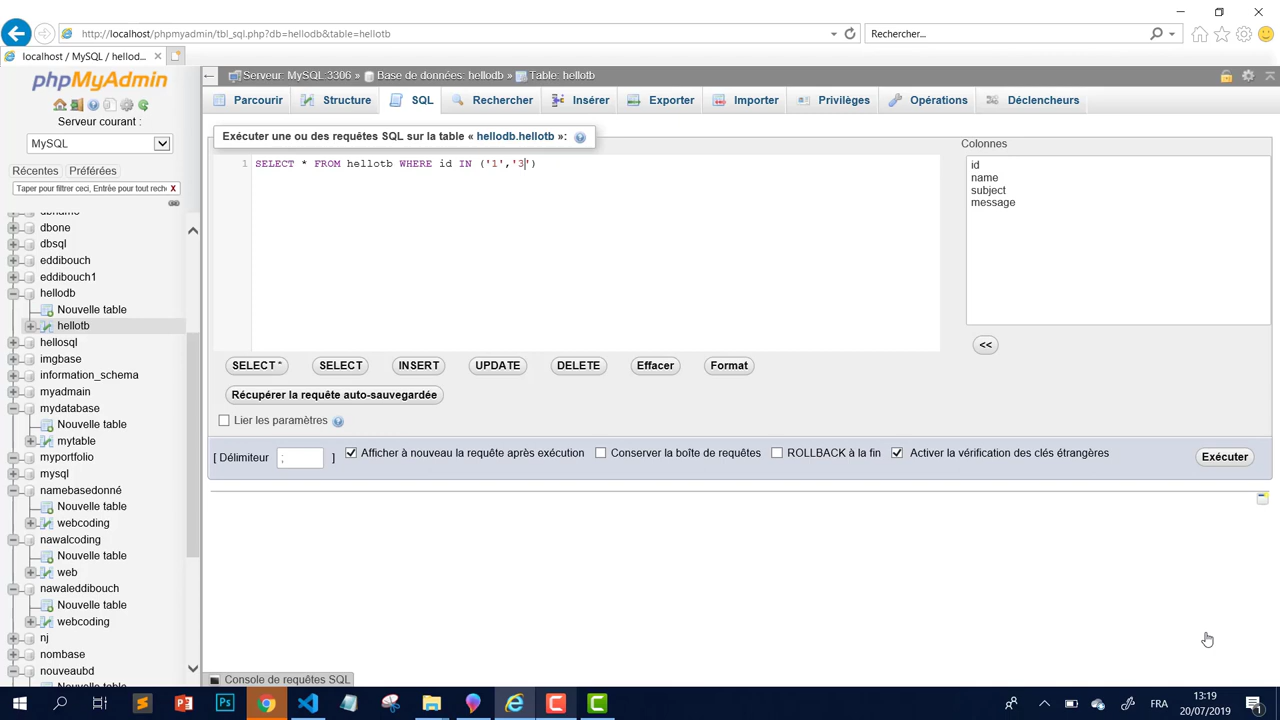 http://localhost/phpmyadmin/tbl_sql.php?db=hellodb&table=hellotb
Rechercher...
localhost / MySQL / hellod...
phpMyAdmin
Serveur courant :
MySQL
Récentes
Préférées
Taper pour filtrer ceci, Entrée pour tout reche
X
dbone
dbsql
eddibouch
eddibouch1
hellodb
Nouvelle table
hellotb
hellosql
imgbase
information_schema
myadmain
mydatabase
Nouvelle table
mytable
myportfolio
mysql
namebasedonné
Nouvelle table
webcoding
nawalcoding
Nouvelle table
web
nawaleddibouch
Nouvelle table
webcoding
nj
nombase
nouveaubd
Nouvelle table
Serveur: MySQL:3306 » Base de données: hellodb » Table: hellotb
Parcourir
Structure
SQL
Rechercher
Insérer
Exporter
Importer
Privilèges
Opérations
Déclencheurs
Exécuter une ou des requêtes SQL sur la table « hellodb.hellotb »:
1 SELECT * FROM hellotb WHERE id IN ('1','3')
Colonnes
id
name
subject
message
<<
SELECT *
SELECT
INSERT
UPDATE
DELETE
Effacer
Format
Récupérer la requête auto-sauvegardée
Lier les paramètres
[ Délimiteur ; ]
Afficher à nouveau la requête après exécution
Conserver la boîte de requêtes
ROLLBACK à la fin
Activer la vérification des clés étrangères
Exécuter
Console de requêtes SQL
FRA
13:19
20/07/2019